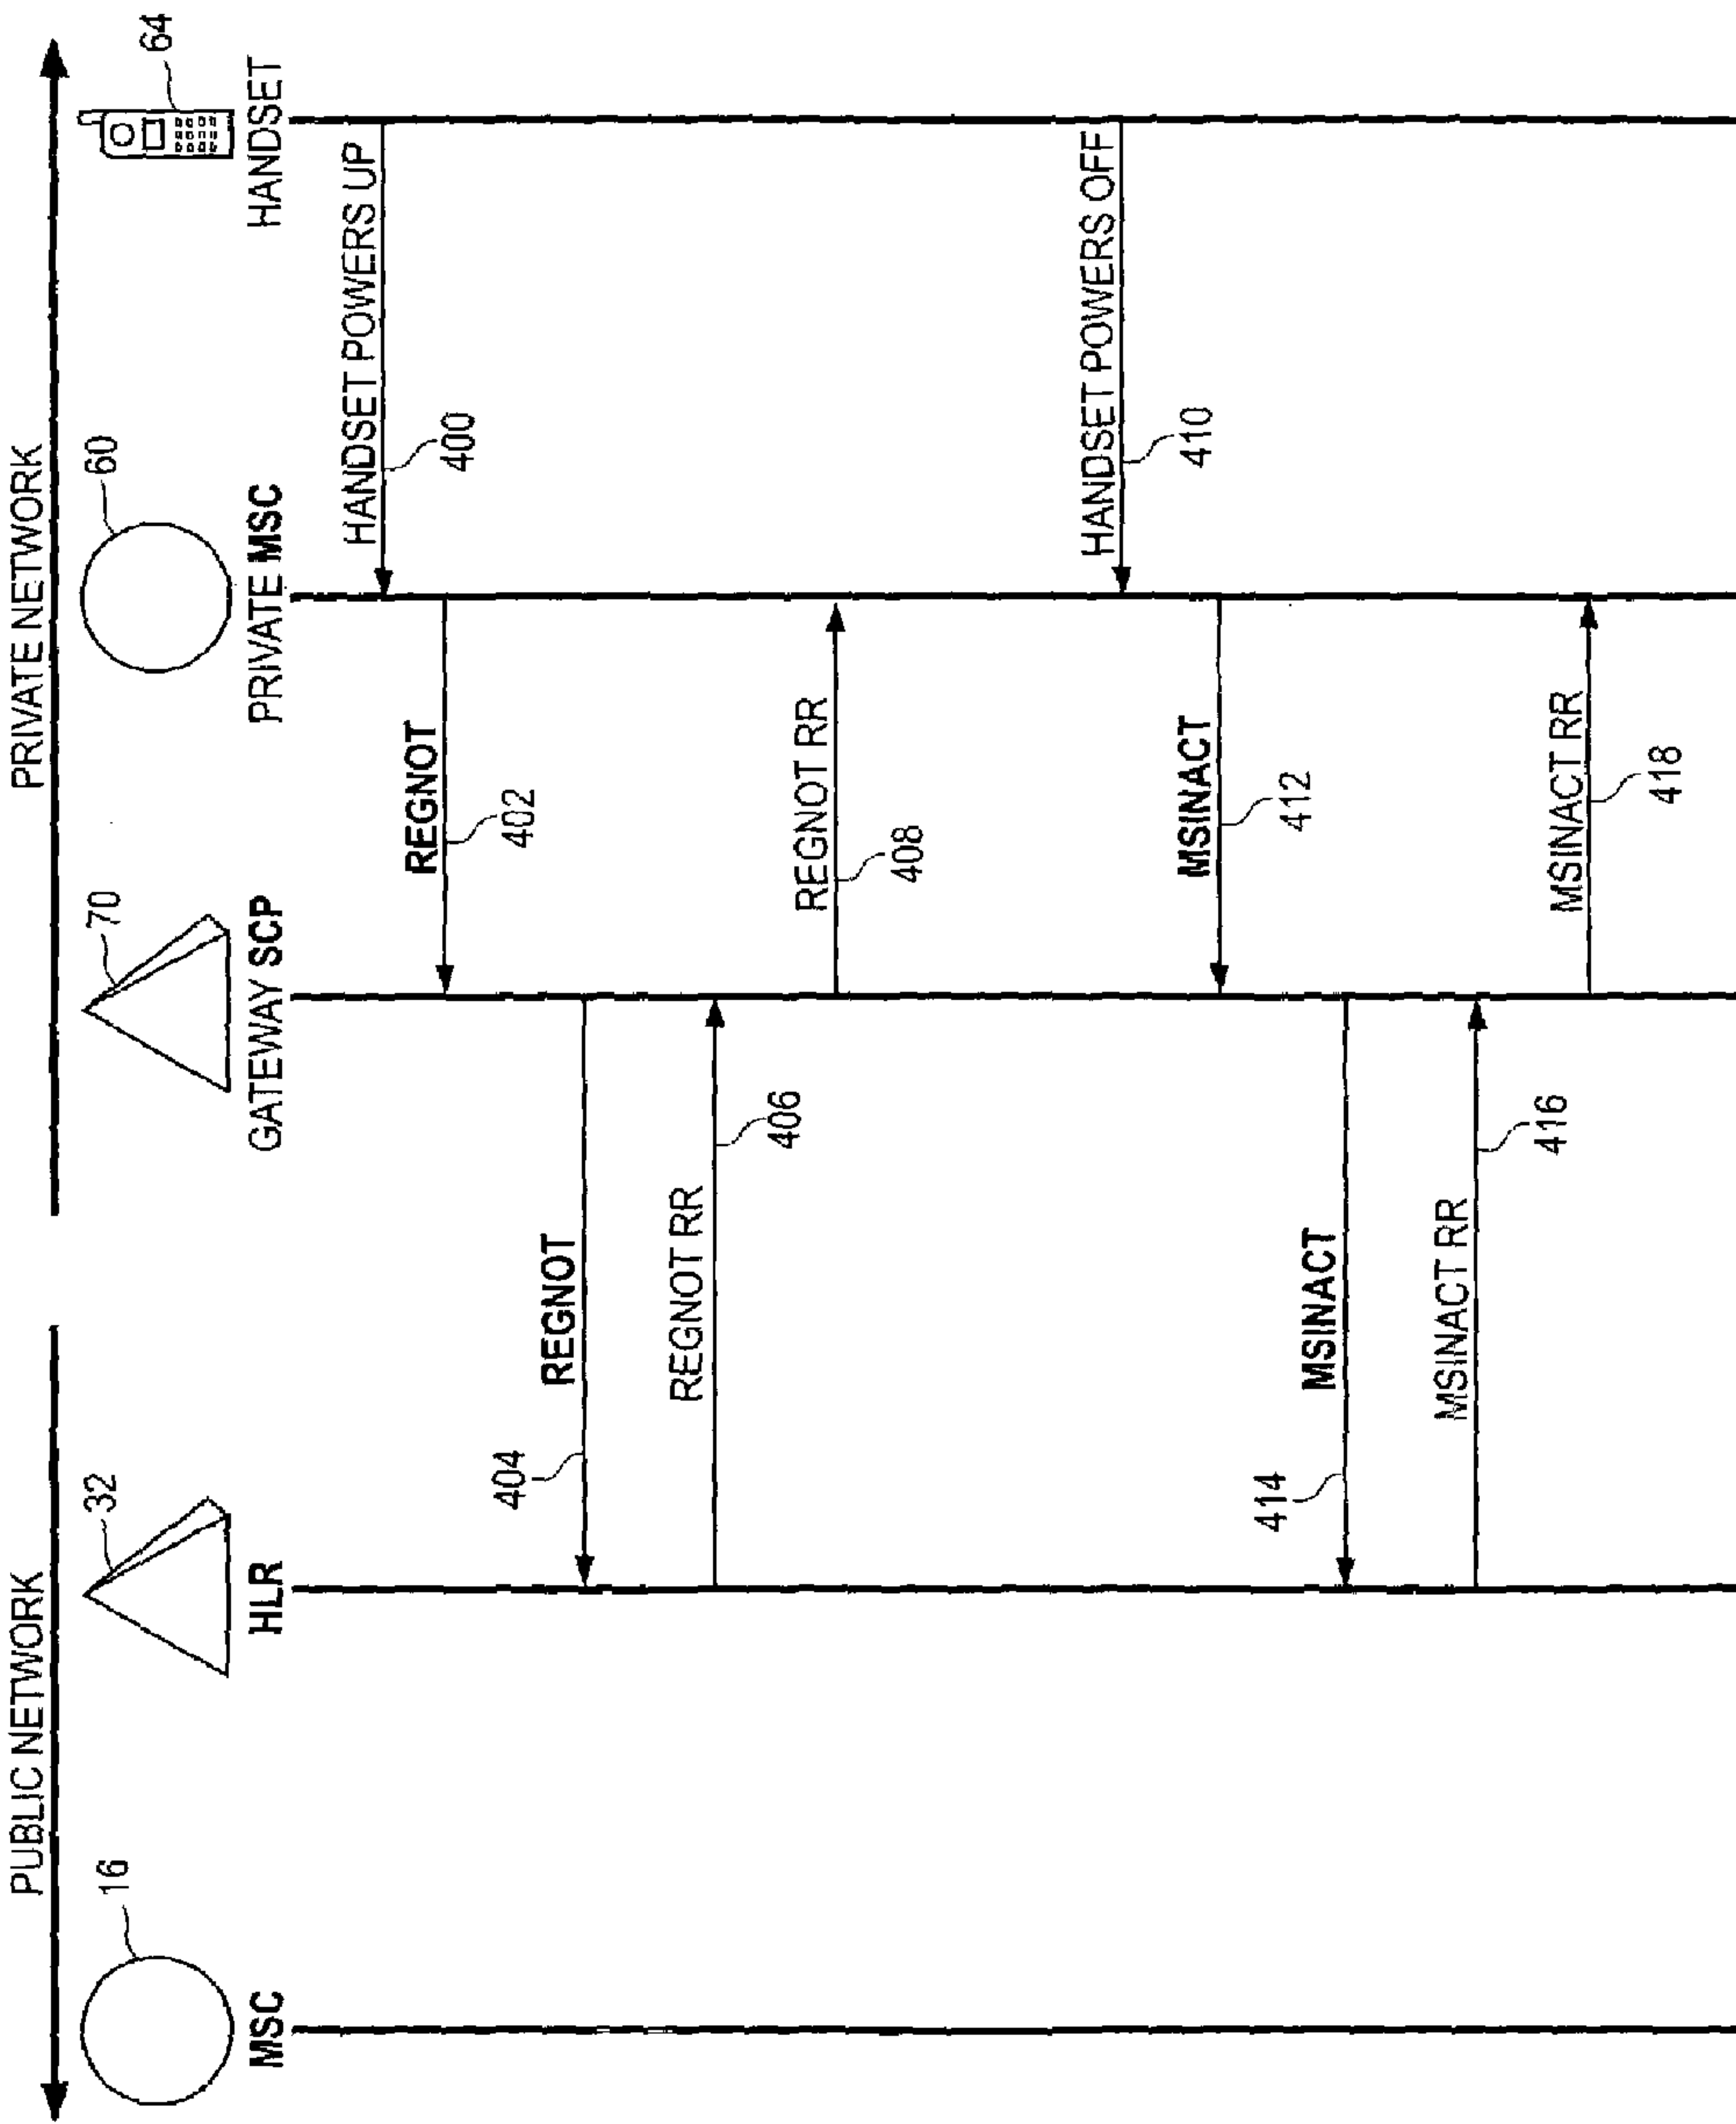 PUBLIC NETWORK
PRIVATE NETWORK
16
32
70
60
64
MSC
HLR
GATEWAY SCP
PRIVATE MSC
HANDSET
HANDSET POWERS UP
400
REGNOT
402
REGNOT
404
REGNOT RR
406
REGNOT RR
408
HANDSET POWERS OFF
410
MSINACT
412
MSINACT
414
MSINACT RR
416
MSINACT RR
418